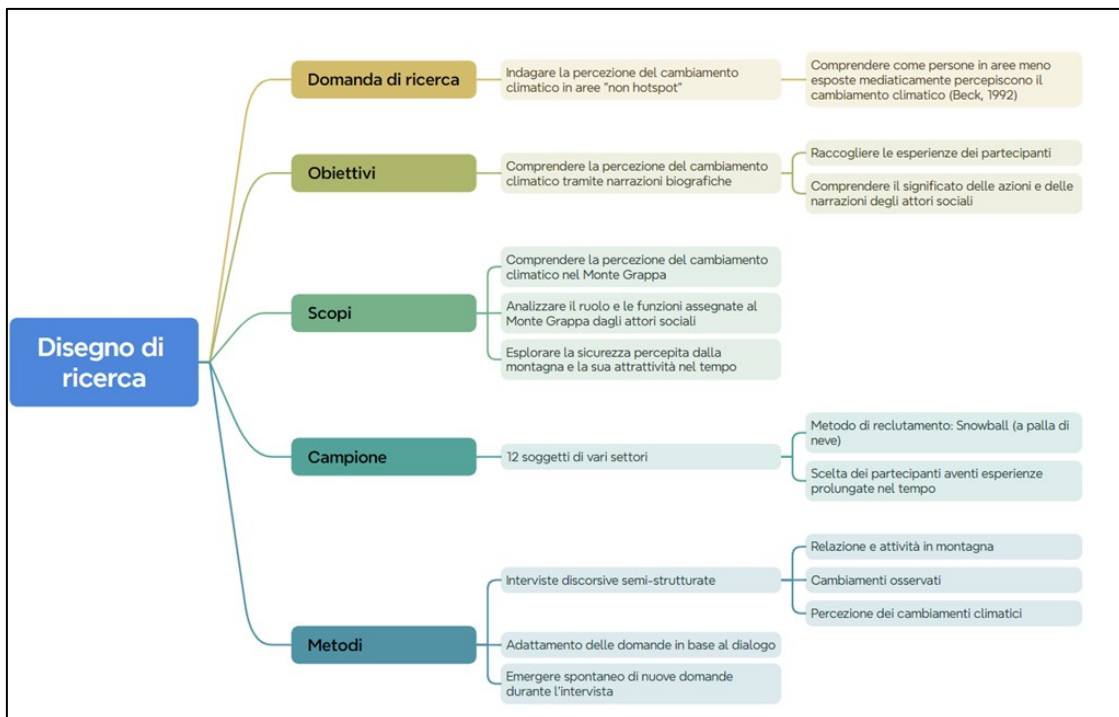 Disegno di
ricerca
Domanda di ricerca
Indagare la percezione del cambiamento
climatico in aree "non hotspot"
Comprendere come persone in aree meno
esposte mediaticamente percepiscono il
cambiamento climatico (Beck, 1992)
Obiettivi
Comprendere la percezione del cambiamento
climatico tramite narrazioni biografiche
Raccogliere le esperienze dei partecipanti
Comprendere il significato delle azioni e delle
narrazioni degli attori sociali
Scopi
Comprendere la percezione del cambiamento
climatico nel Monte Grappa
Analizzare il ruolo e le funzioni assegnate al
Monte Grappa dagli attori sociali
Esplorare la sicurezza percepita dalla
montagna e la sua attrattività nel tempo
Campione
12 soggetti di vari settori
Metodo di reclutamento: Snowball (a palla di
neve)
Scelta dei partecipanti aventi esperienze
prolungate nel tempo
Metodi
Interviste discorsive semi-strutturate
Relazione e attività in montagna
Cambiamenti osservati
Percezione dei cambiamenti climatici
Adattamento delle domande in base al dialogo
Emergere spontaneo di nuove domande
durante l'intervista